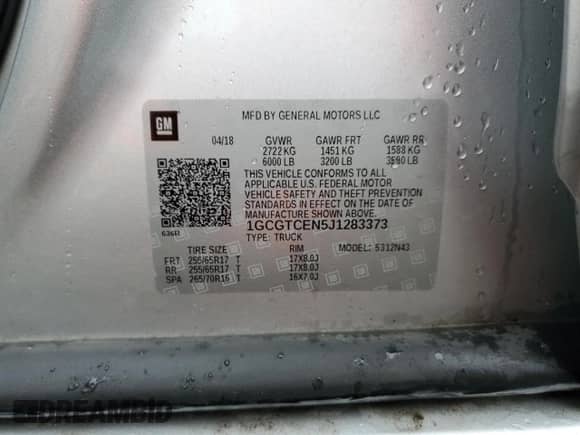 GM
MFD BY GENERAL MOTORS LLC
04/18 GVWR GAWR FRT GAWR RR
2722 KG 1451 KG 1588 KG
6000 LB 3200 LB 3500 LB
THIS VEHICLE CONFORMS TO ALL
APPLICABLE U.S. FEDERAL MOTOR
VEHICLE SAFETY AND THEFT PREVENTION
STANDARDS IN EFFECT ON THE DATE OF
MANUFACTURE SHOWN ABOVE.
1GCGTCEN5J1283373
TYPE: TRUCK
TIRE SIZE RIM MODEL: 5312N43
FRT 255/65R17 T 17X8.0J
RR 255/65R17 T 17X8.0J
SPA 265/70R16 T 16X7.0J
DREAMBID